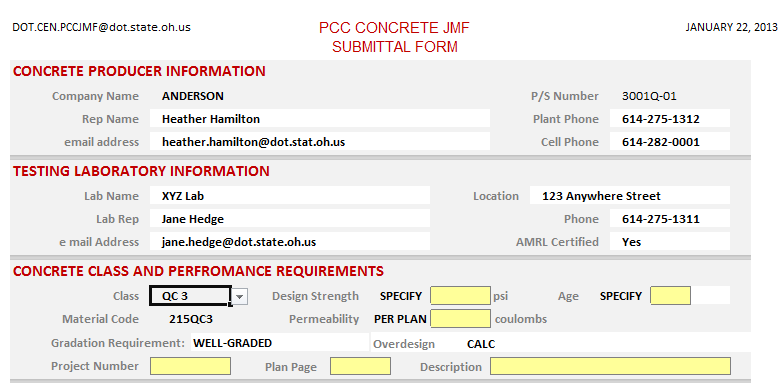 DOT.CEN.PCCJMF@dot.state.oh.us PCC CONCRETE JMF JANUARY 22, 2013
SUBMITTAL FORM
CONCRETE PRODUCER INFORMATION
Company Name ANDERSON P/S Number 3001Q-01
Rep Name Heather Hamilton Plant Phone 614-275-1312
email address heather.hamilton@dot.stat.oh.us Cell Phone 614-282-0001
TESTING LABORATORY INFORMATION
Lab Name XYZ Lab Location 123 Anywhere Street
Lab Rep Jane Hedge Phone 614-275-1311
e mail Address jane.hedge@dot.state.oh.us AMRL Certified Yes
CONCRETE CLASS AND PERFROMANCE REQUIREMENTS
Class QC 3 Design Strength SPECIFY psi Age SPECIFY
Material Code 215QC3 Permeability PER PLAN coulombs
Gradation Requirement: WELL-GRADED Overdesign CALC
Project Number Plan Page Description